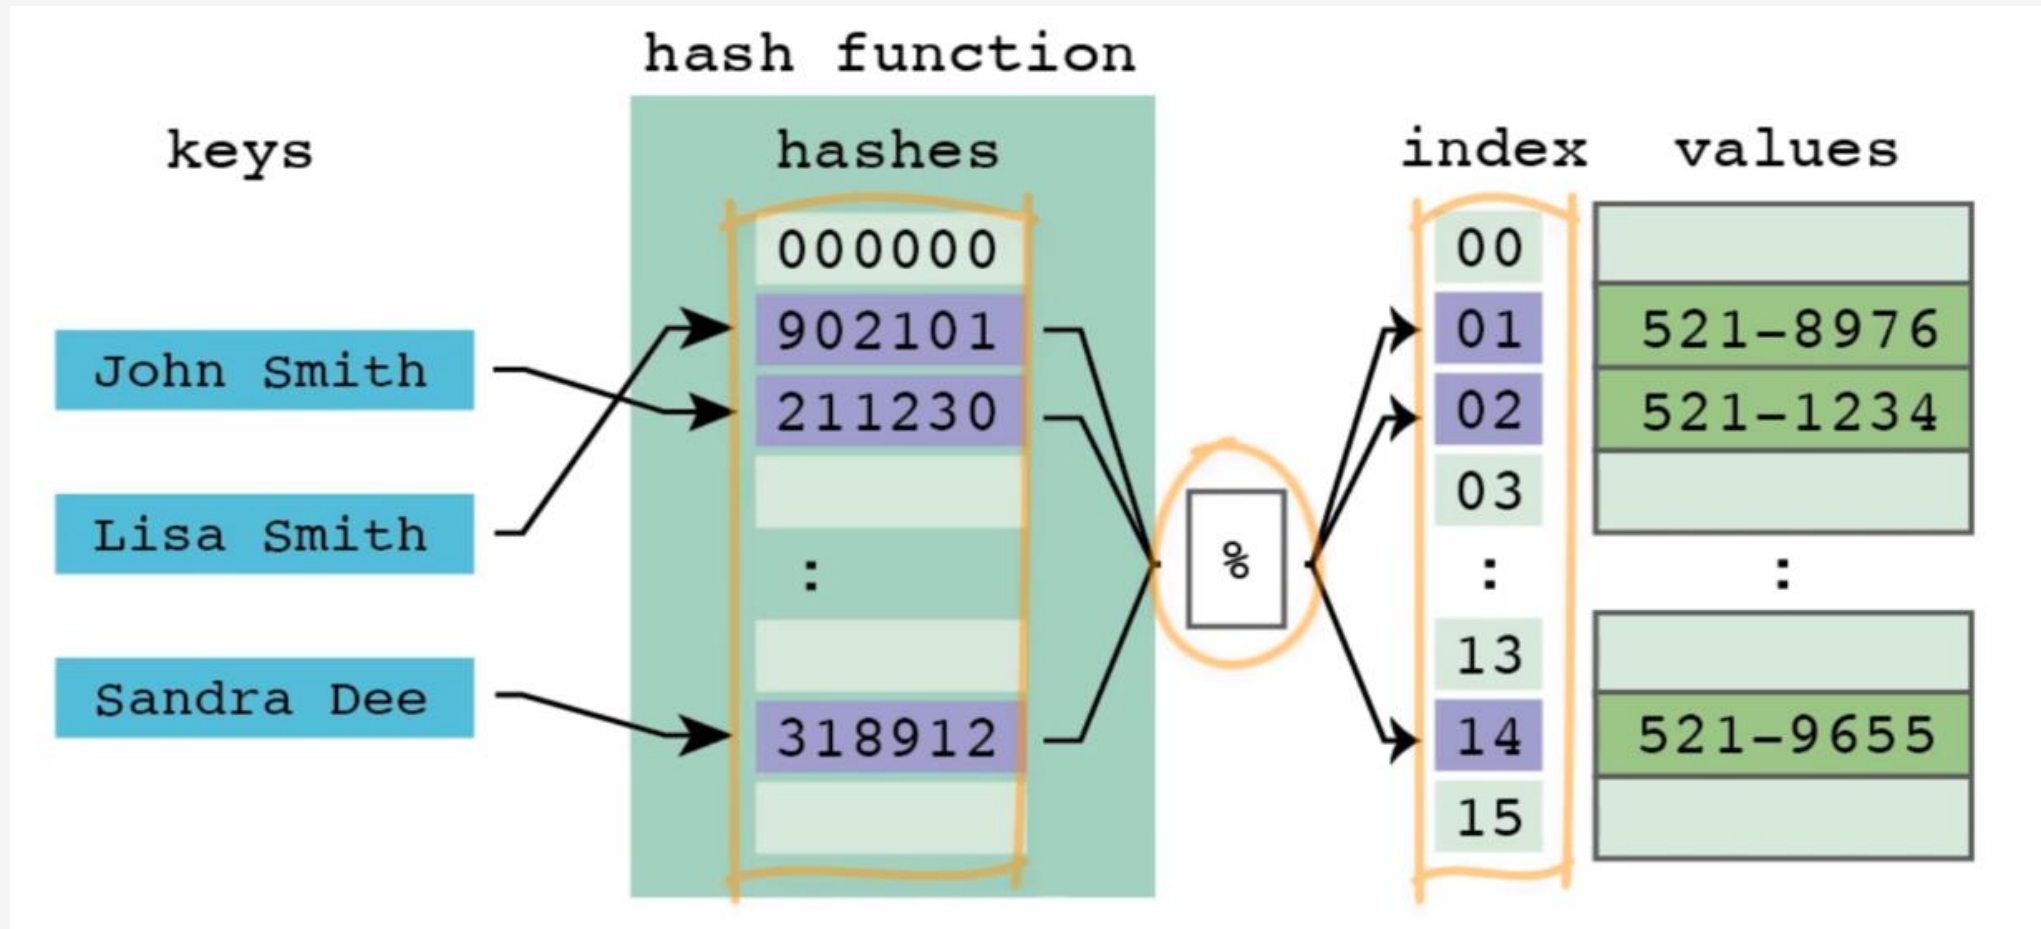 hash function
keys
hashes
index
values
000000
902101
211230
:
318912
John Smith
Lisa Smith
Sandra Dee
%
00
01
02
03
:
13
14
15
521-8976
521-1234
:
521-9655